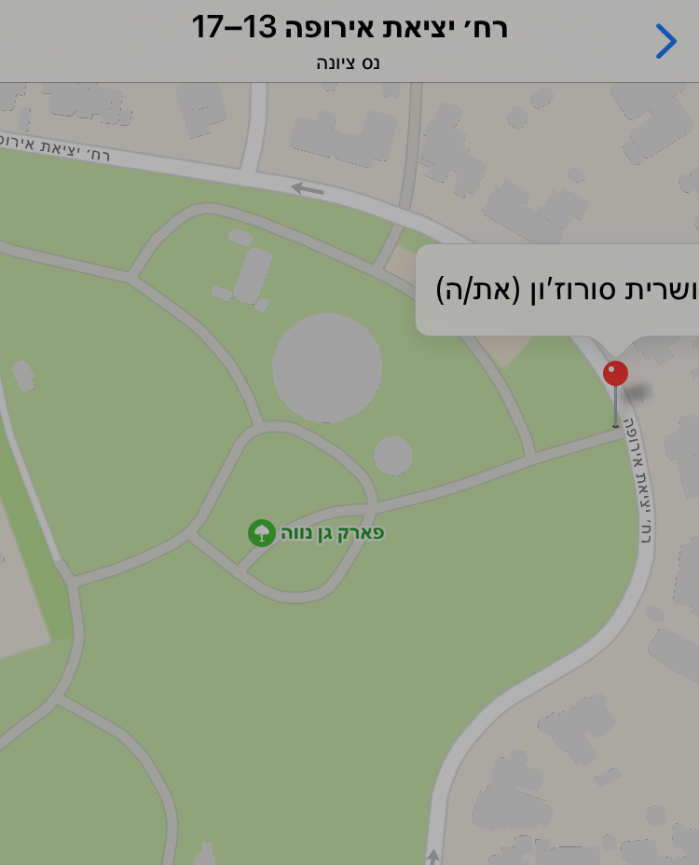 רח׳ יציאת אירופה 13–17
נס ציונה
רח׳ יציאת
ושרית סורוז'ון (את/ה)
רח׳ יציאת אירופה
פארק גן נווה